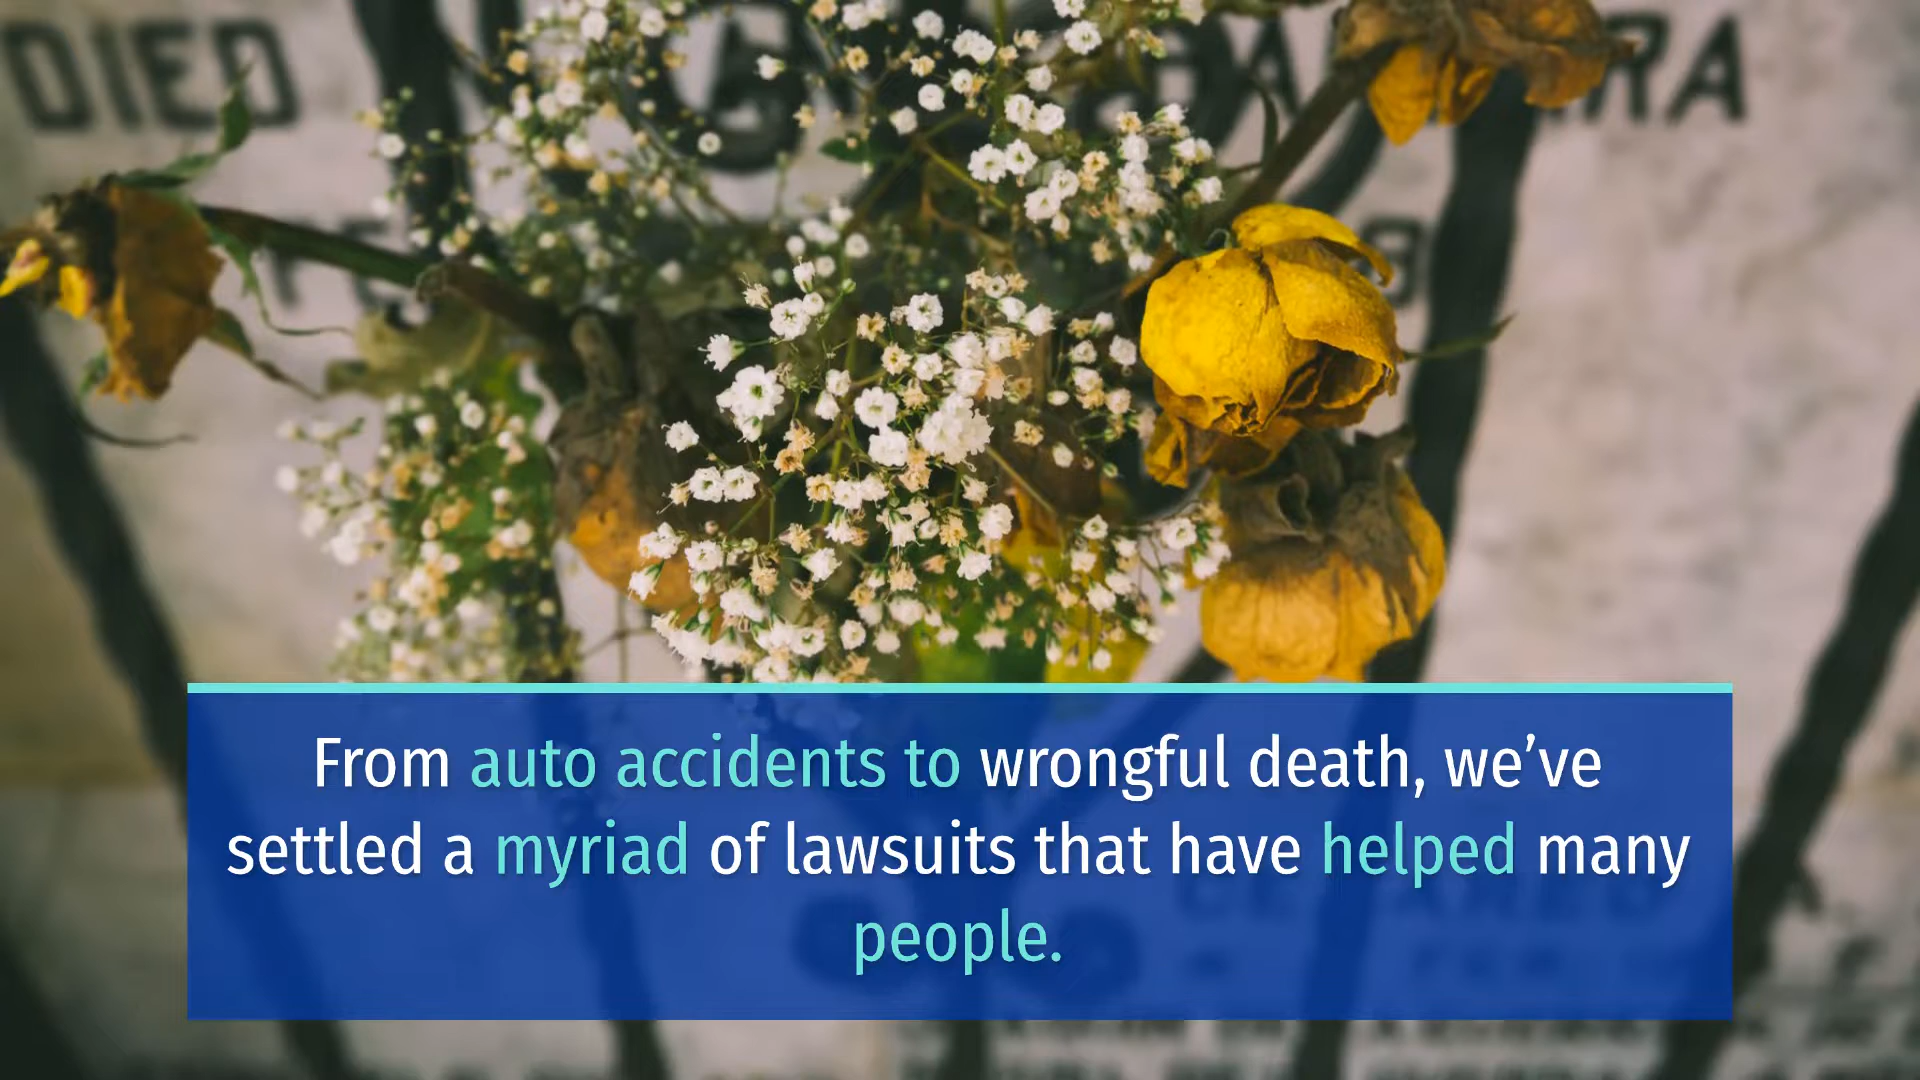 DIED
From auto accidents to wrongful death, we’ve
settled a myriad of lawsuits that have helped many
people.